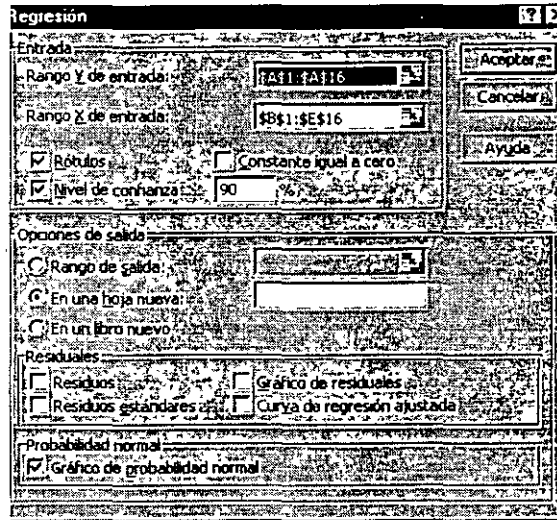 Regresión
Entrada
Rango Y de entrada: $A$1:$A$16
Rango X de entrada: $B$1:$E$16
Rótulos Constante igual a cero
Nivel de confianza 90 %
Aceptar
Cancelar
Ayuda
Opciones de salida
Rango de salida:
En una hoja nueva:
En un libro nuevo
Residuales
Residuos Gráfico de residuales
Residuos estándares Curva de regresión ajustada
Probabilidad normal
Gráfico de probabilidad normal